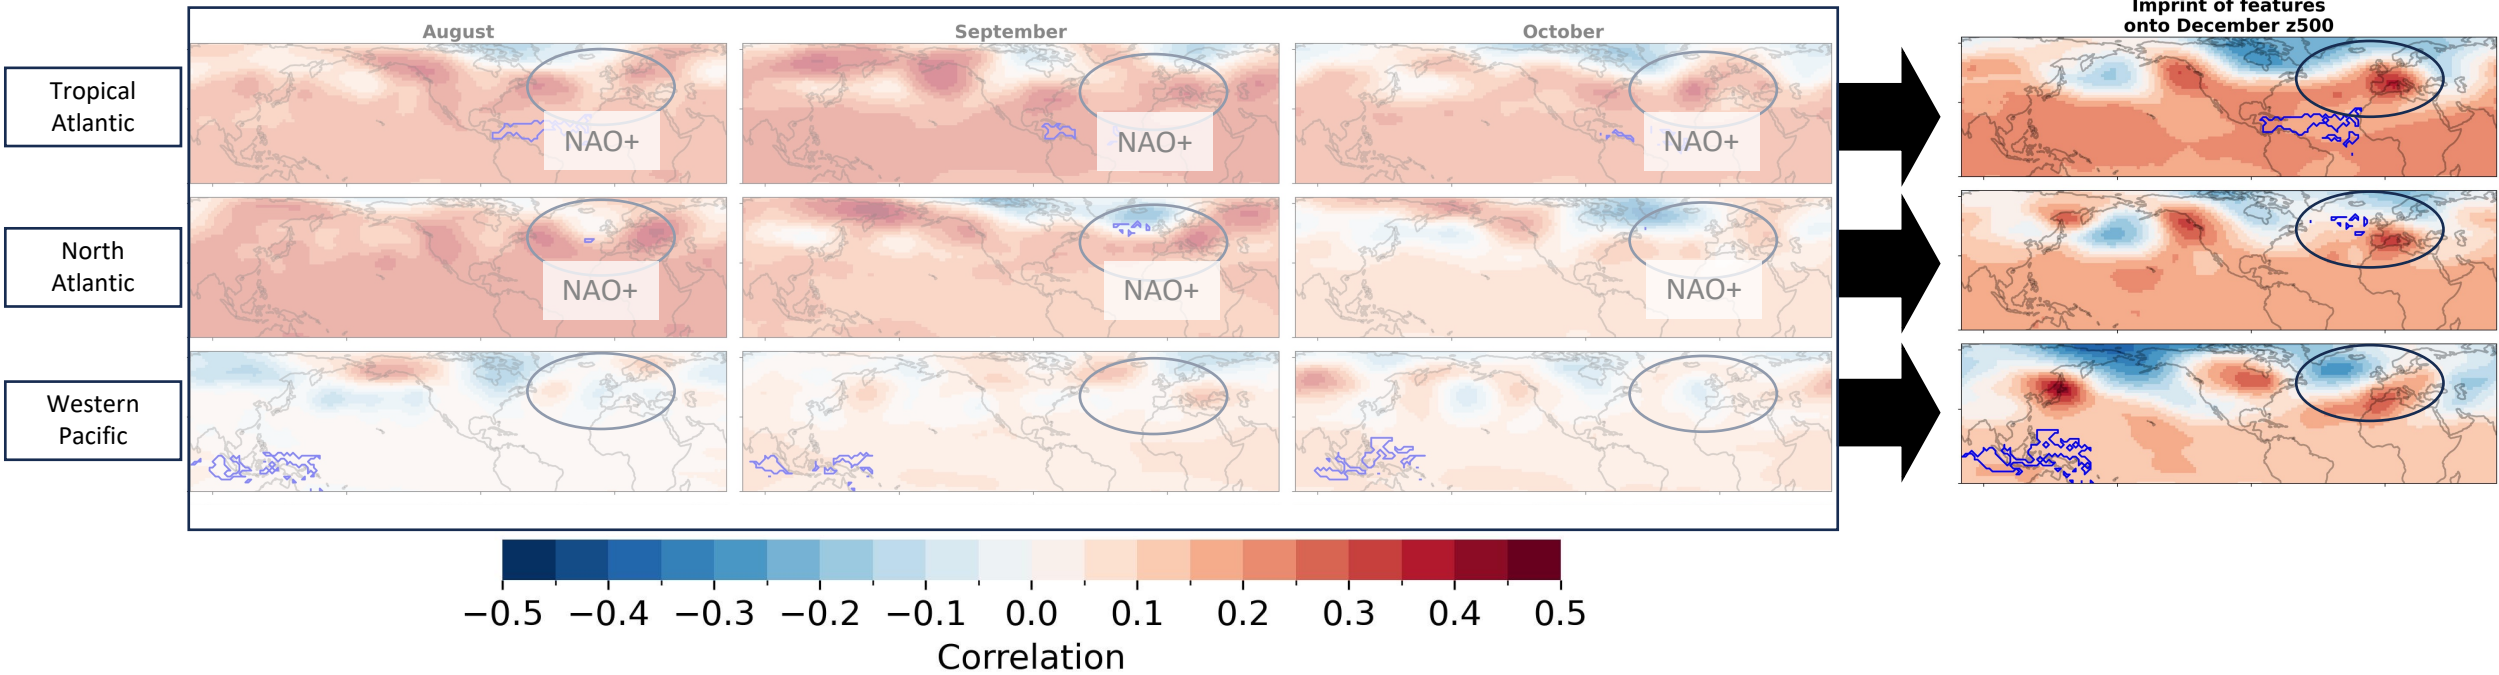 Imprint of features
onto December z500
August
September
October
Tropical
Atlantic
NAO+
NAO+
NAO+
North
Atlantic
NAO+
NAO+
NAO+
Western
Pacific
−0.5
−0.4
−0.3
−0.2
−0.1
0.0
0.1
0.2
0.3
0.4
0.5
Correlation